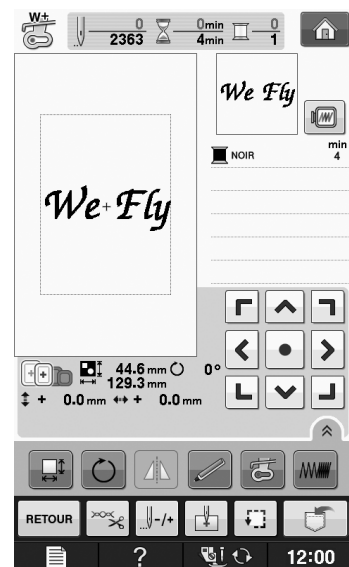 W±
0 0min 0
2363 4min 1
We Fly
min
NOIR 4
We Fly
44.6 mm 0°
129.3 mm
+ 0.0 mm + 0.0 mm
RETOUR -/+
? 12:00